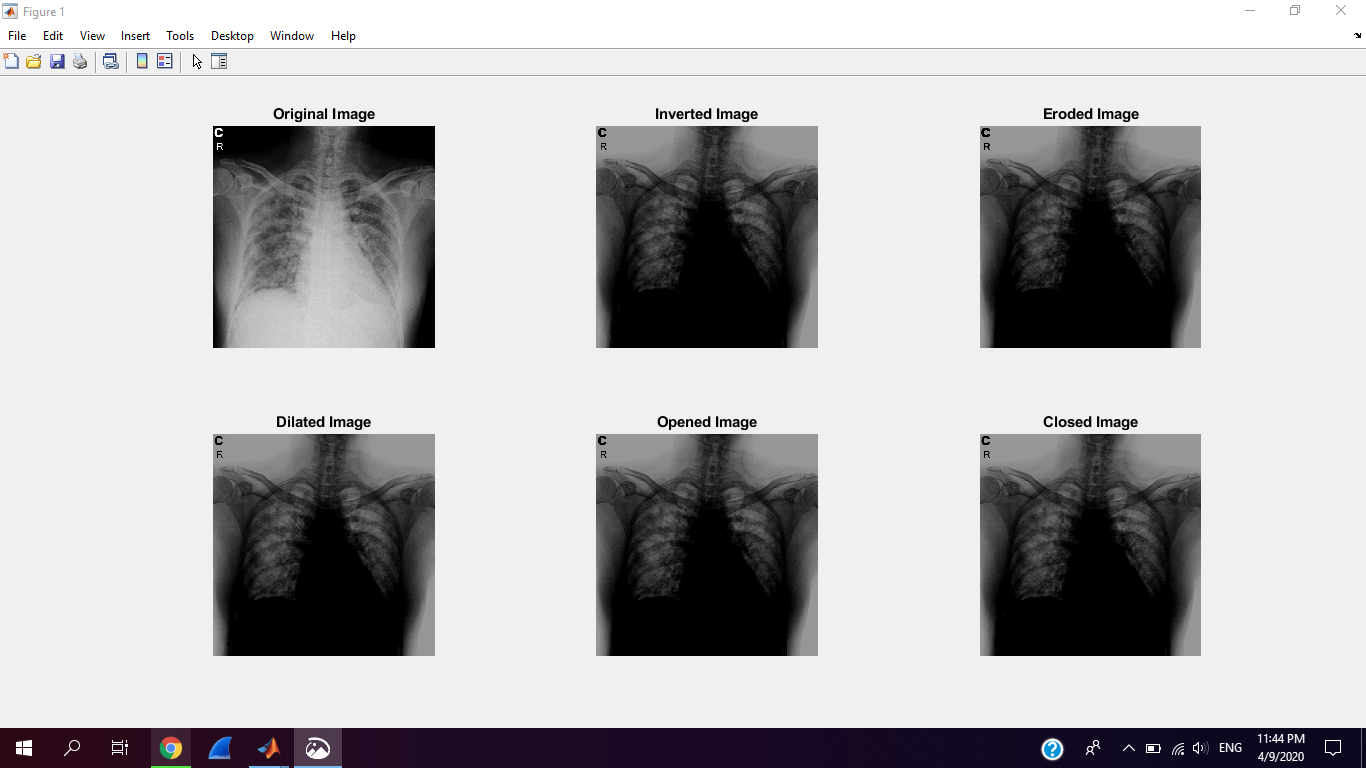 Figure 1
File Edit View Insert Tools Desktop Window Help
Original Image Inverted Image Eroded Image
C C C
R R R
Dilated Image Opened Image Closed Image
C C C
R R R
11:44 PM
ENG
4/9/2020